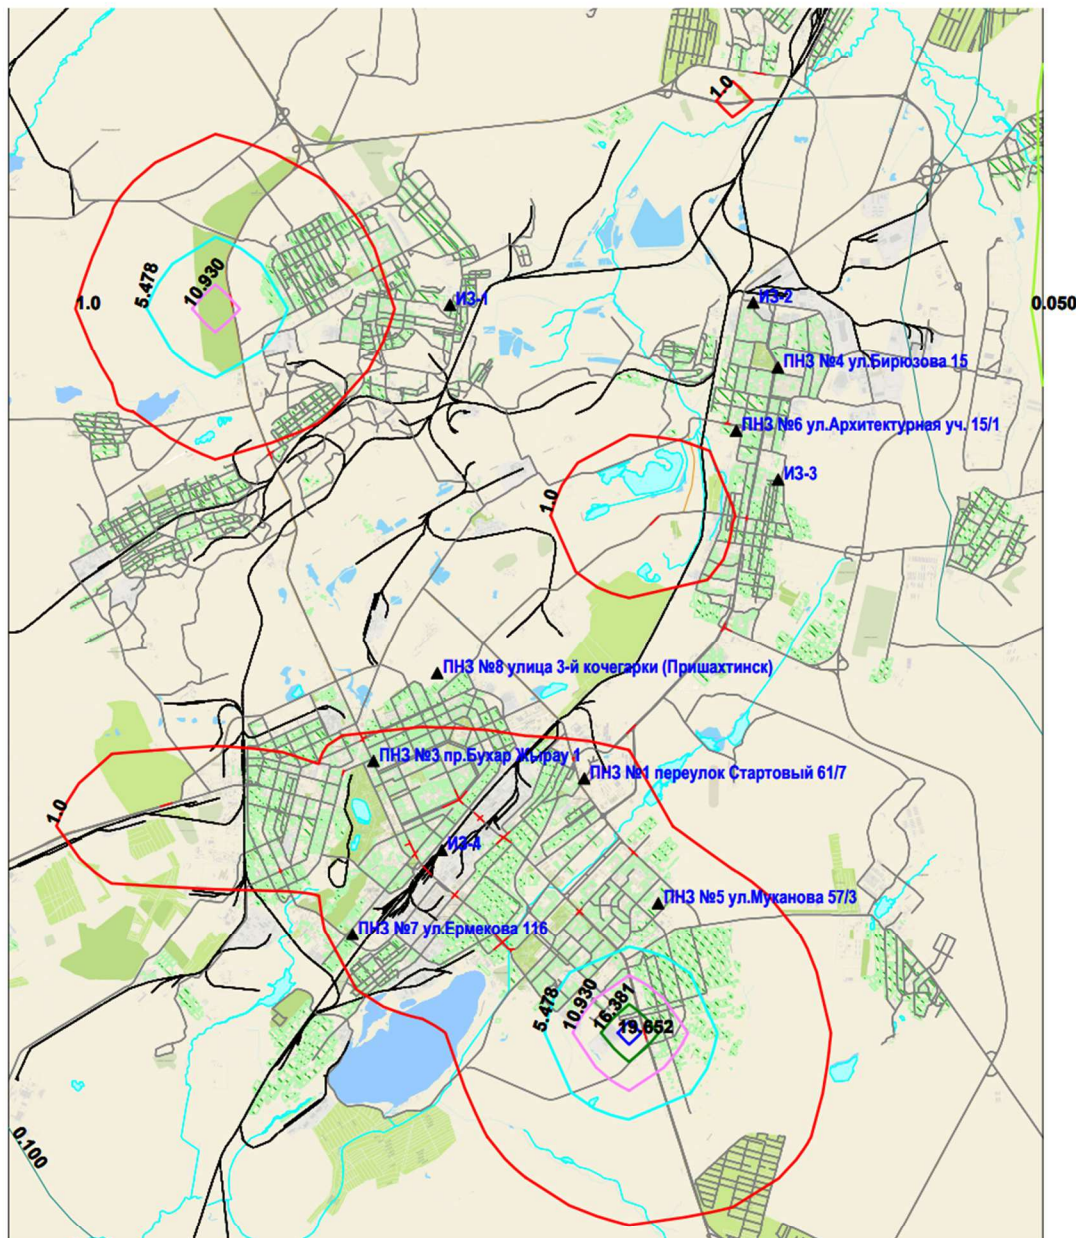 1.0
1.0
5.478
10.930
ИЗ-1
ИЗ-2
0.050
ПНЗ №4 ул.Бирюзова 15
ПНЗ №6 ул.Архитектурная уч. 15/1
ИЗ-3
1.0
ПНЗ №8 улица 3-й кочегарки (Пришахтинск)
ПНЗ №3 пр.Бухар Жырау 1
ПНЗ №1 переулок Стартовый 61/7
1.0
ИЗ-4
ПНЗ №5 ул.Муканова 57/3
ПНЗ №7 ул.Ермекова 116
5.478
10.930
16.381
19.652
0.100